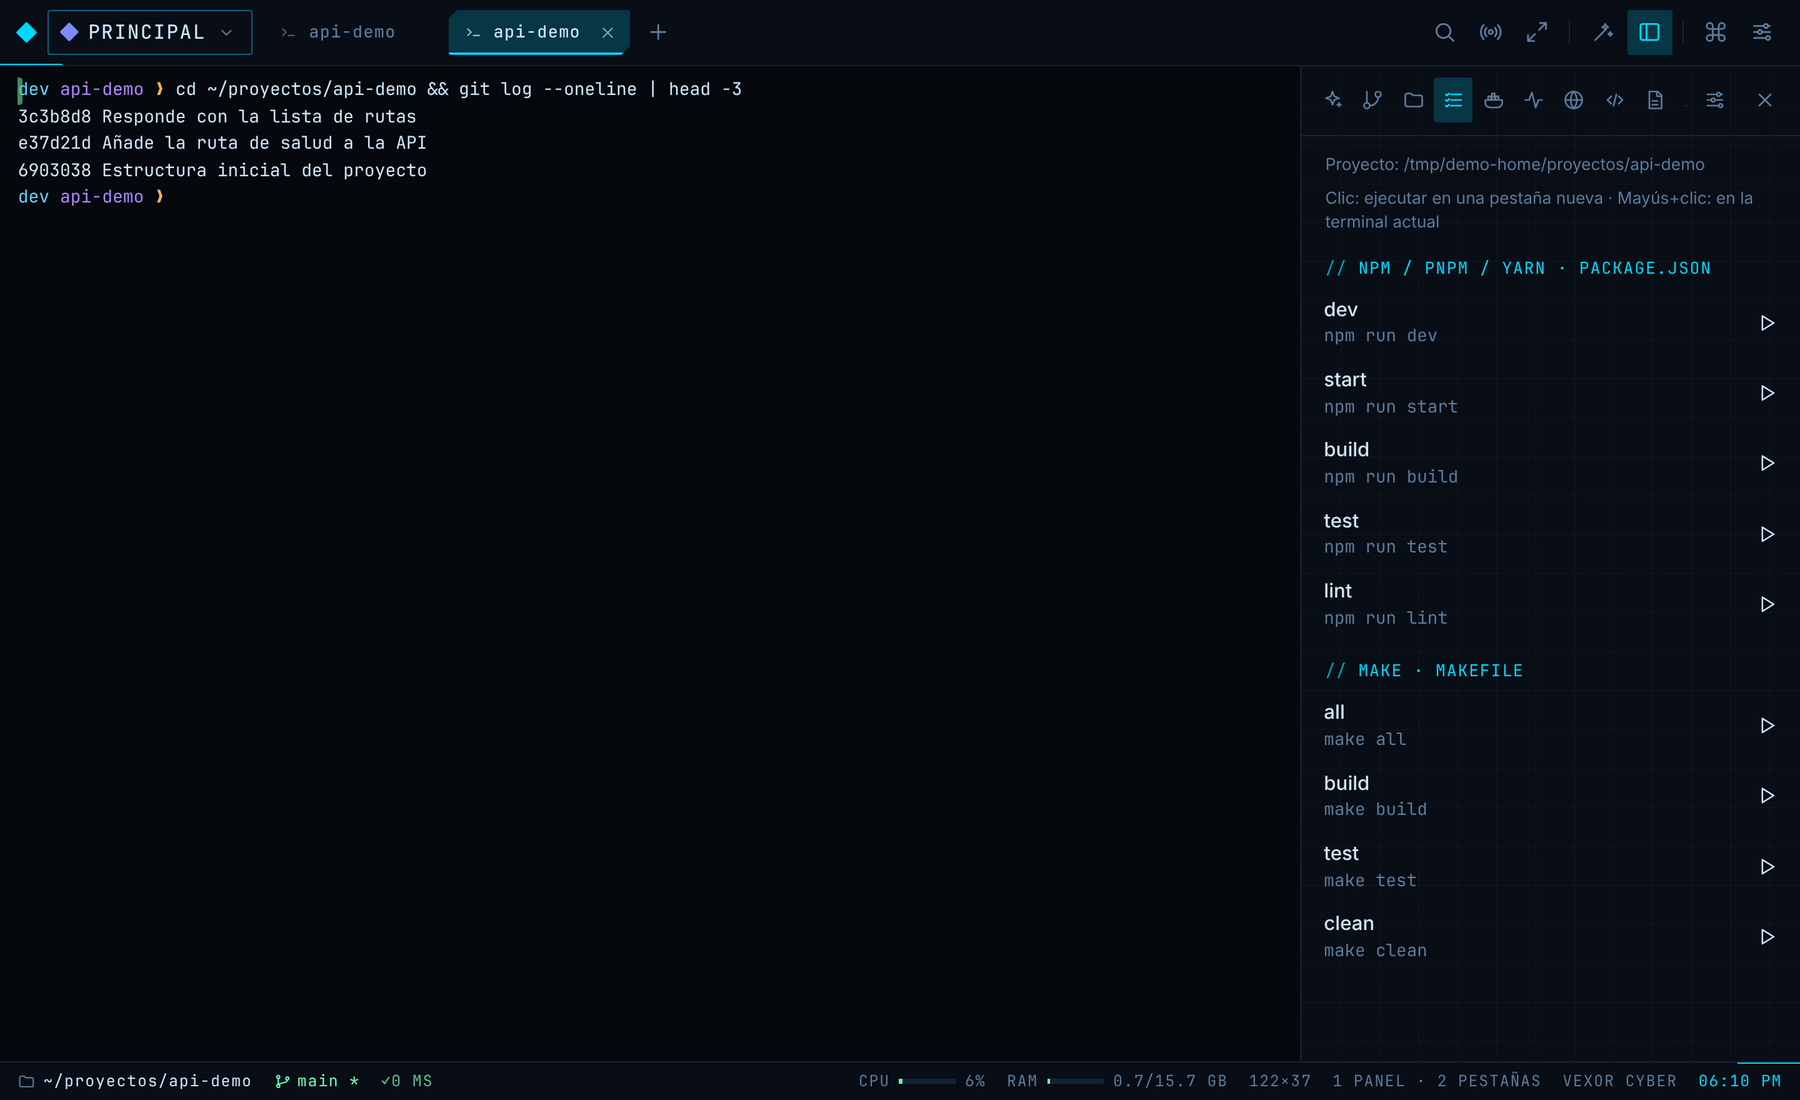 PRINCIPAL
api-demo
api-demo
dev api-demo ❯ cd ~/proyectos/api-demo && git log --oneline | head -3
3c3b8d8 Responde con la lista de rutas
e37d21d Añade la ruta de salud a la API
6903038 Estructura inicial del proyecto
dev api-demo ❯
Proyecto: /tmp/demo-home/proyectos/api-demo
Clic: ejecutar en una pestaña nueva · Mayús+clic: en la
terminal actual
// NPM / PNPM / YARN · PACKAGE.JSON
dev
npm run dev
start
npm run start
build
npm run build
test
npm run test
lint
npm run lint
// MAKE · MAKEFILE
all
make all
build
make build
test
make test
clean
make clean
~/proyectos/api-demo main * ✓0 MS CPU 6% RAM 0.7/15.7 GB 122×37 1 PANEL · 2 PESTAÑAS VEXOR CYBER 06:10 PM